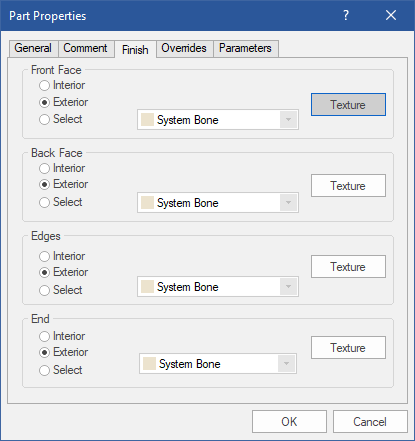 Part Properties ?
General Comment Finish Overrides Parameters
Front Face
Interior
Exterior Texture
Select System Bone
Back Face
Interior
Exterior Texture
Select System Bone
Edges
Interior
Exterior Texture
Select System Bone
End
Interior
Exterior Texture
Select System Bone
OK Cancel